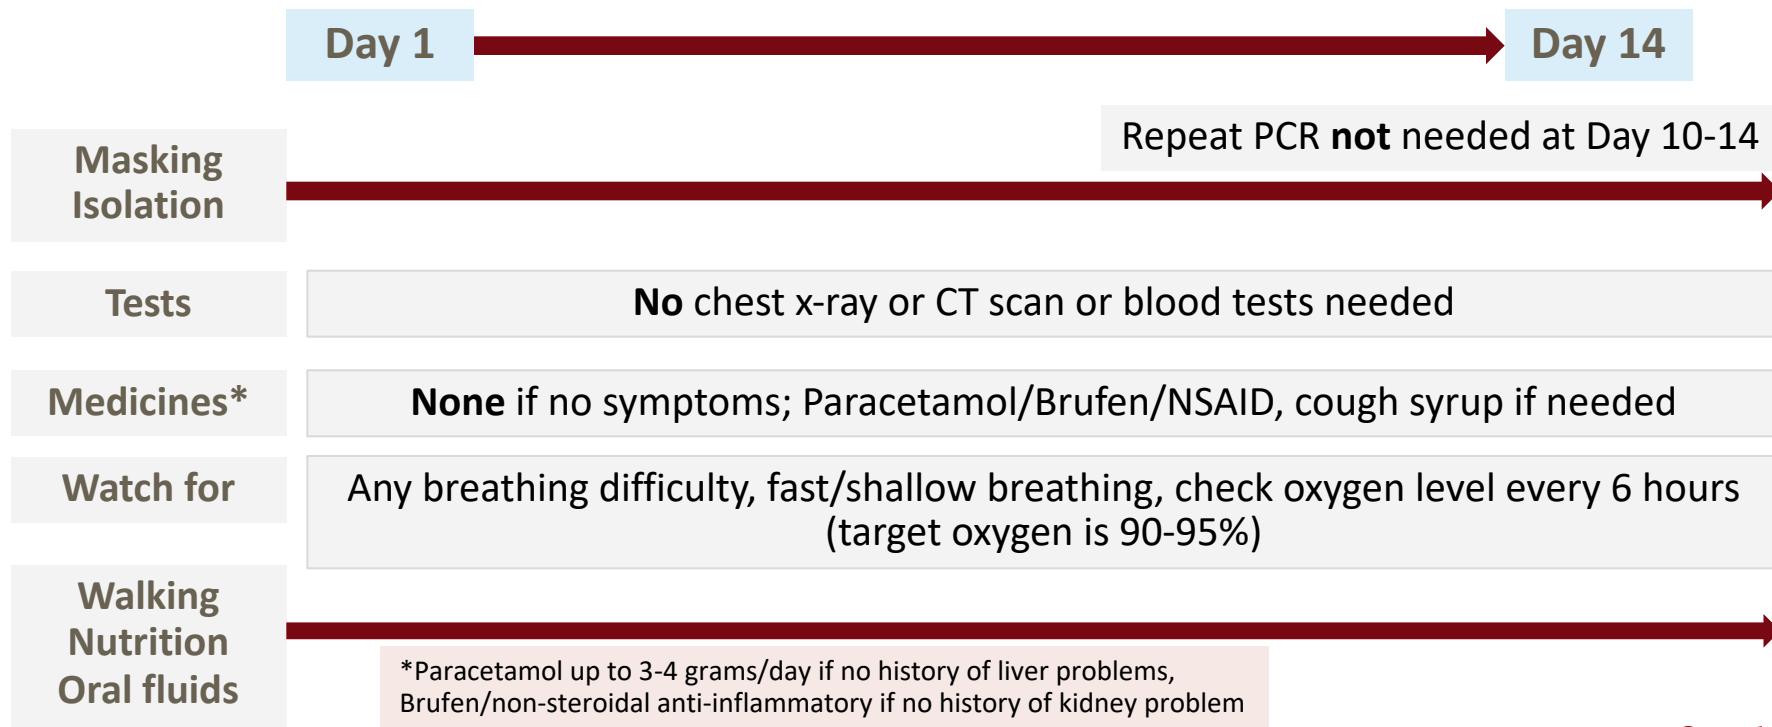 Day 1
Day 14
Repeat PCR not needed at Day 10-14
Masking
Isolation
Tests
No chest x-ray or CT scan or blood tests needed
Medicines*
None if no symptoms; Paracetamol/Brufen/NSAID, cough syrup if needed
Watch for
Any breathing difficulty, fast/shallow breathing, check oxygen level every 6 hours
(target oxygen is 90-95%)
Walking
Nutrition
Oral fluids
*Paracetamol up to 3-4 grams/day if no history of liver problems,
Brufen/non-steroidal anti-inflammatory if no history of kidney problem